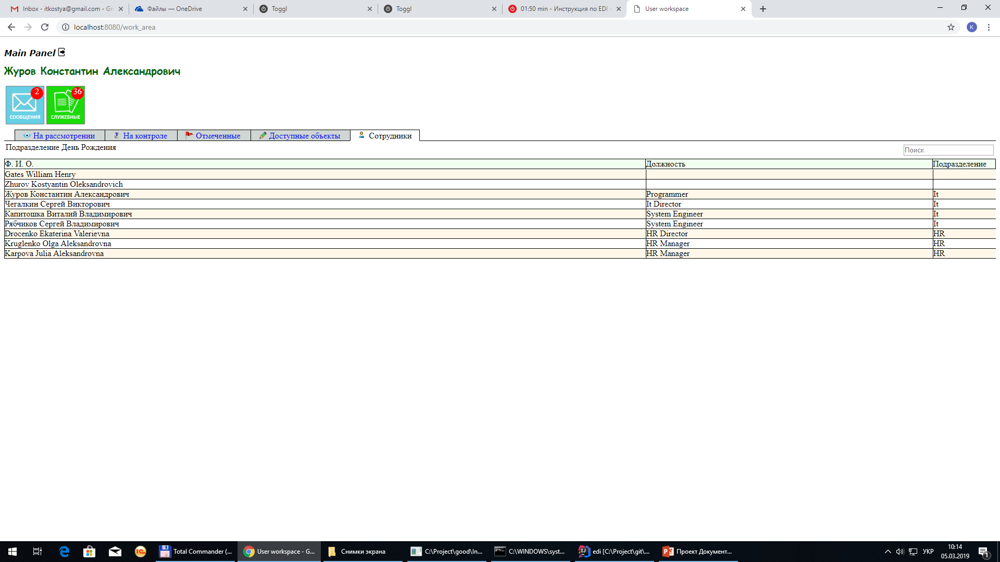 Inbox - itkostya@gmail.com - Gm
Файлы — OneDrive
Toggl
Toggl
01:50 min - Инструкция по EDI -
User workspace
localhost:8080/work_area
K
Main Panel
Журов Константин Александрович
2
СООБЩЕНИЯ
36
СЛУЖЕБНЫЕ
На рассмотрении
На контроле
Отмеченные
Доступные объекты
Сотрудники
Подразделение День Рождения
Поиск
Ф. И. О. Должность Подразделение
Gates William Henry
Zhurov Kostyantin Oleksandrovich
Журов Константин Александрович Programmer It
Чегалкин Сергей Викторович It Director It
Капитошка Виталий Владимирович System Engineer It
Рябчиков Сергей Владимирович System Engineer It
Drocenko Ekaterina Valerievna HR Director HR
Kruglenko Olga Aleksandrovna HR Manager HR
Karpova Julia Aleksandrovna HR Manager HR
Total Commander (...
User workspace - G...
Снимки экрана
C:\Project\good\In...
C:\WINDOWS\syst...
edi [C:\Project\git\...
Проект Документ...
УКР
10:14
05.03.2019
1